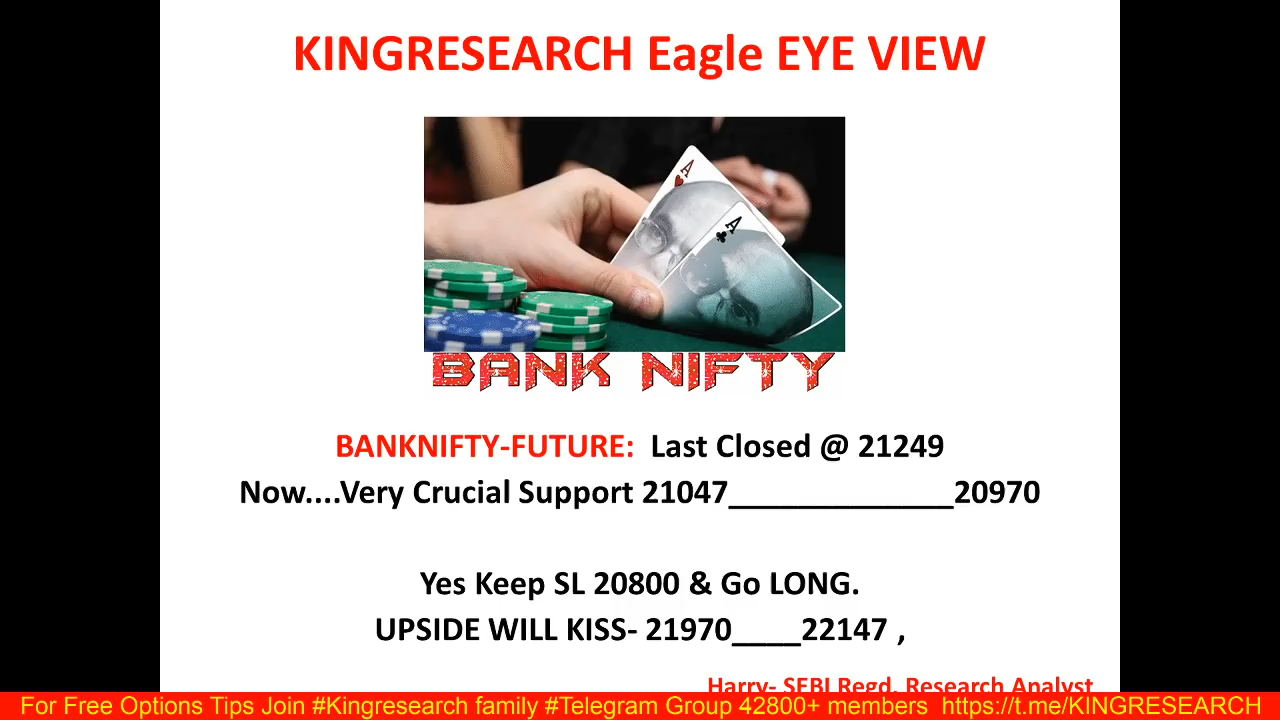 KINGRESEARCH Eagle EYE VIEW
A
A
BANK NIFTY
BANKNIFTY-FUTURE: Last Closed @ 21249
Now....Very Crucial Support 21047_____________20970
Yes Keep SL 20800 & Go LONG.
UPSIDE WILL KISS- 21970____22147 ,
Harry- SEBI Regd. Research Analyst
For Free Options Tips Join #Kingresearch family #Telegram Group 42800+ members https://t.me/KINGRESEARCH